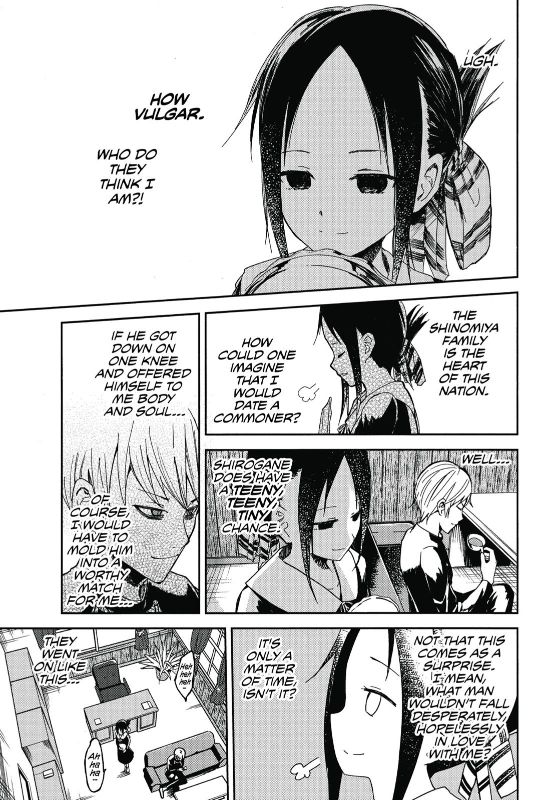 UGH.
HOW
VULGAR.
WHO DO
THEY
THINK I
AM?!
THE
SHINOMIYA
FAMILY
IS THE
HEART
OF THIS
NATION.
HOW
COULD ONE
IMAGINE
THAT I
WOULD
DATE A
COMMONER?
IF HE GOT
DOWN ON
ONE KNEE
AND OFFERED
HIMSELF TO
ME BODY
AND SOUL...
WELL...
SHIROGANE
DOES HAVE
A TEENY,
TEENY,
TINY
CHANCE.
OF
COURSE,
I WOULD
HAVE TO
MOLD HIM
INTO A
WORTHY
MATCH
FOR ME...
NOT THAT THIS
COMES AS A
SURPRISE.
I MEAN,
WHAT MAN
WOULDN'T FALL
DESPERATELY,
HOPELESSLY
IN LOVE
WITH ME?
IT'S
ONLY A
MATTER
OF TIME,
ISN'T IT?
THEY
WENT
ON LIKE
THIS...
Heh
heh
heh
Ah
ha
ha